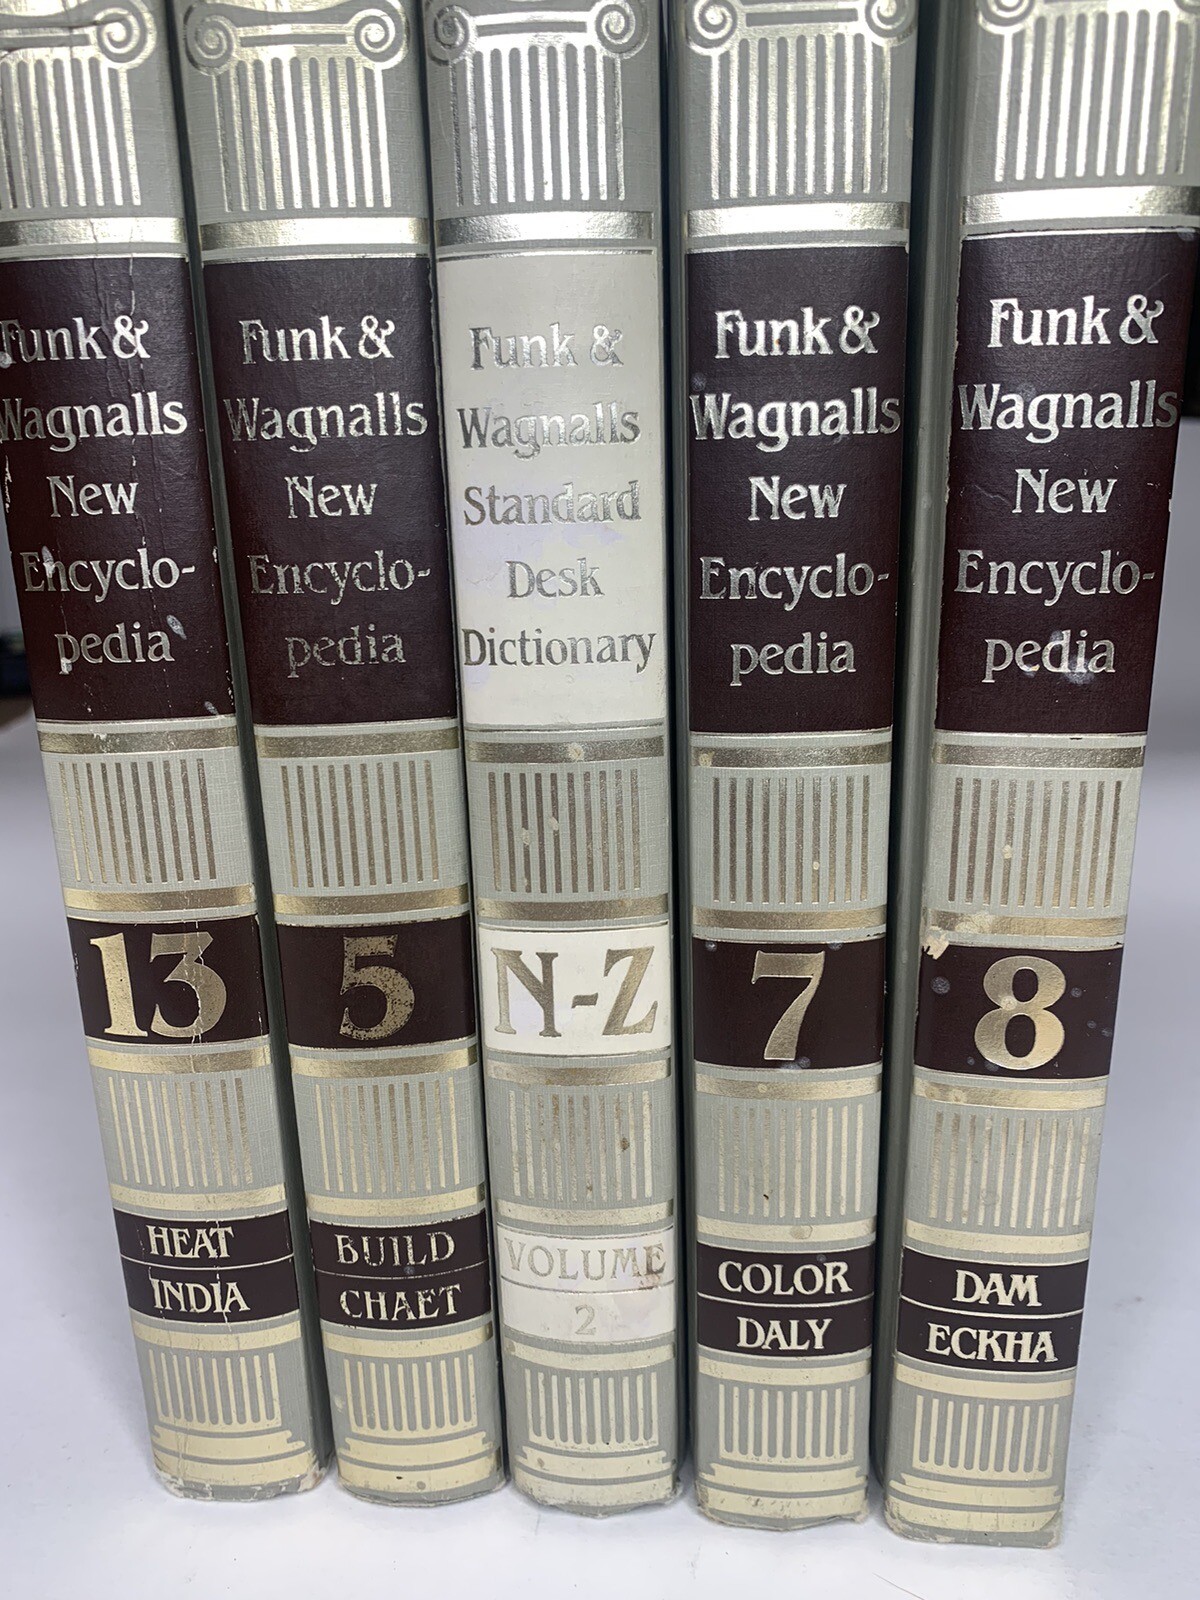 Funk &
Wagnalls
New
Encyclo-
pedia
13
HEAT
INDIA
Funk &
Wagnalls
New
Encyclo-
pedia
5
BUILD
CHAET
Funk &
Wagnalls
Standard
Desk
Dictionary
N-Z
VOLUME
2
Funk &
Wagnalls
New
Encyclo-
pedia
7
COLOR
DALY
Funk &
Wagnalls
New
Encyclo-
pedia
8
DAM
ECKHA